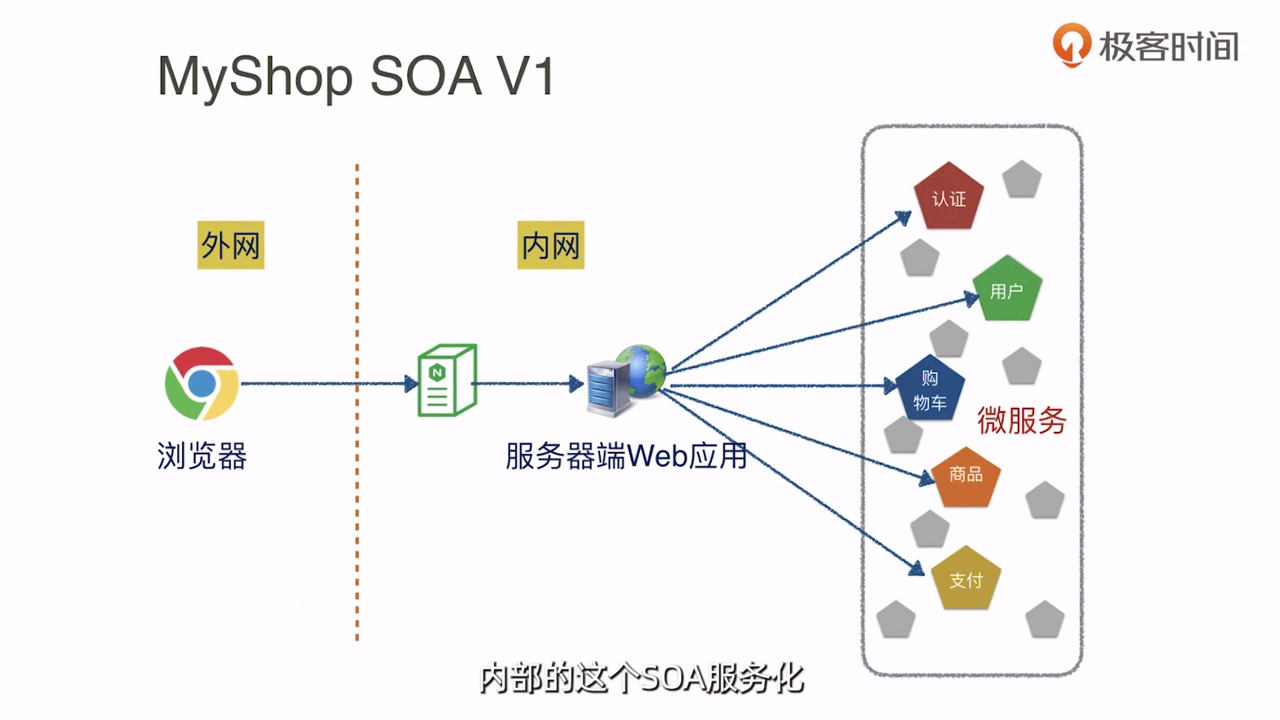 极客时间
MyShop SOA V1
外网
内网
认证
用户
购
物车
微服务
商品
支付
浏览器
服务器端Web应用
N
内部的这个SOA服务化